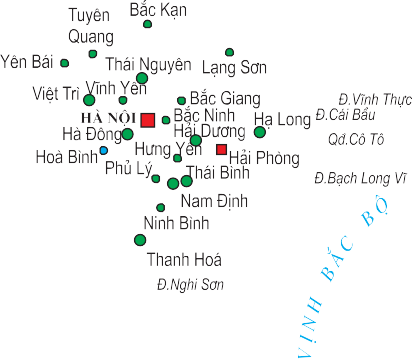 Bắc Kạn
Tuyên
Quang
Yên Bái
Thái Nguyên
Lạng Sơn
Việt Trì
Vĩnh Yên
Bắc Giang
Đ.Vĩnh Thực
HÀ NỘI
Bắc Ninh
Hạ Long
Đ.Cái Bầu
Hà Đông
Hải Dương
Qđ.Cô Tô
Hoà Bình
Hưng Yên
Hải Phòng
Phủ Lý
Thái Bình
Đ.Bạch Long Vĩ
Nam Định
Ninh Bình
Thanh Hoá
Đ.Nghi Sơn
VỊNH BẮC BỘ